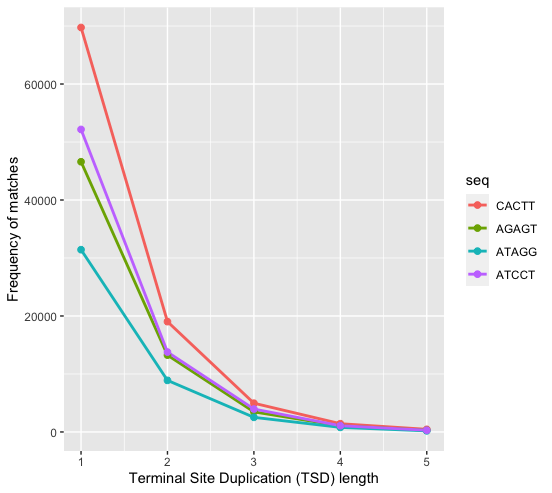 60000
40000
20000
0
Frequency of matches
1 2 3 4 5
Terminal Site Duplication (TSD) length
seq
CACTT
AGAGT
ATAGG
ATCCT